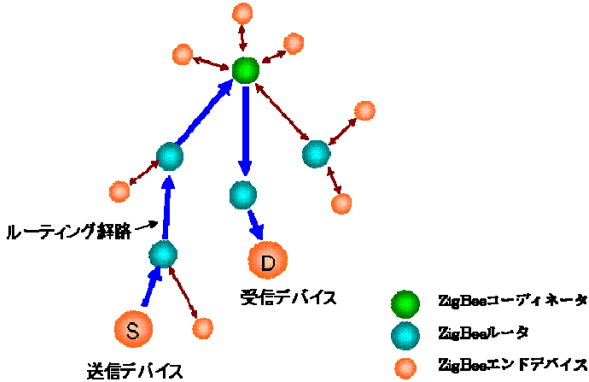 ルーティング経路
D
受信デバイス
S
送信デバイス
ZigBeeコーディネータ
ZigBeeルータ
ZigBeeエンドデバイス